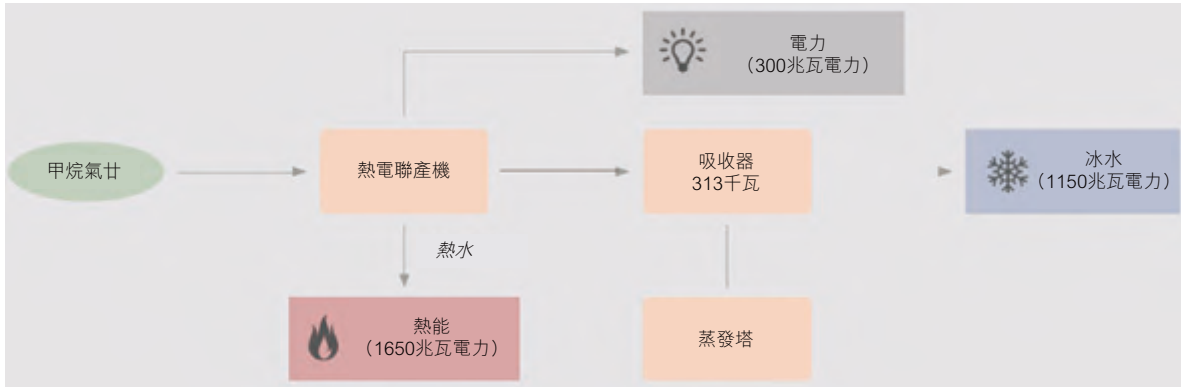 電力
（300兆瓦電力）
甲烷氣廿
熱電聯產機
吸收器
313千瓦
冰水
（1150兆瓦電力）
熱水
熱能
（1650兆瓦電力）
蒸發塔